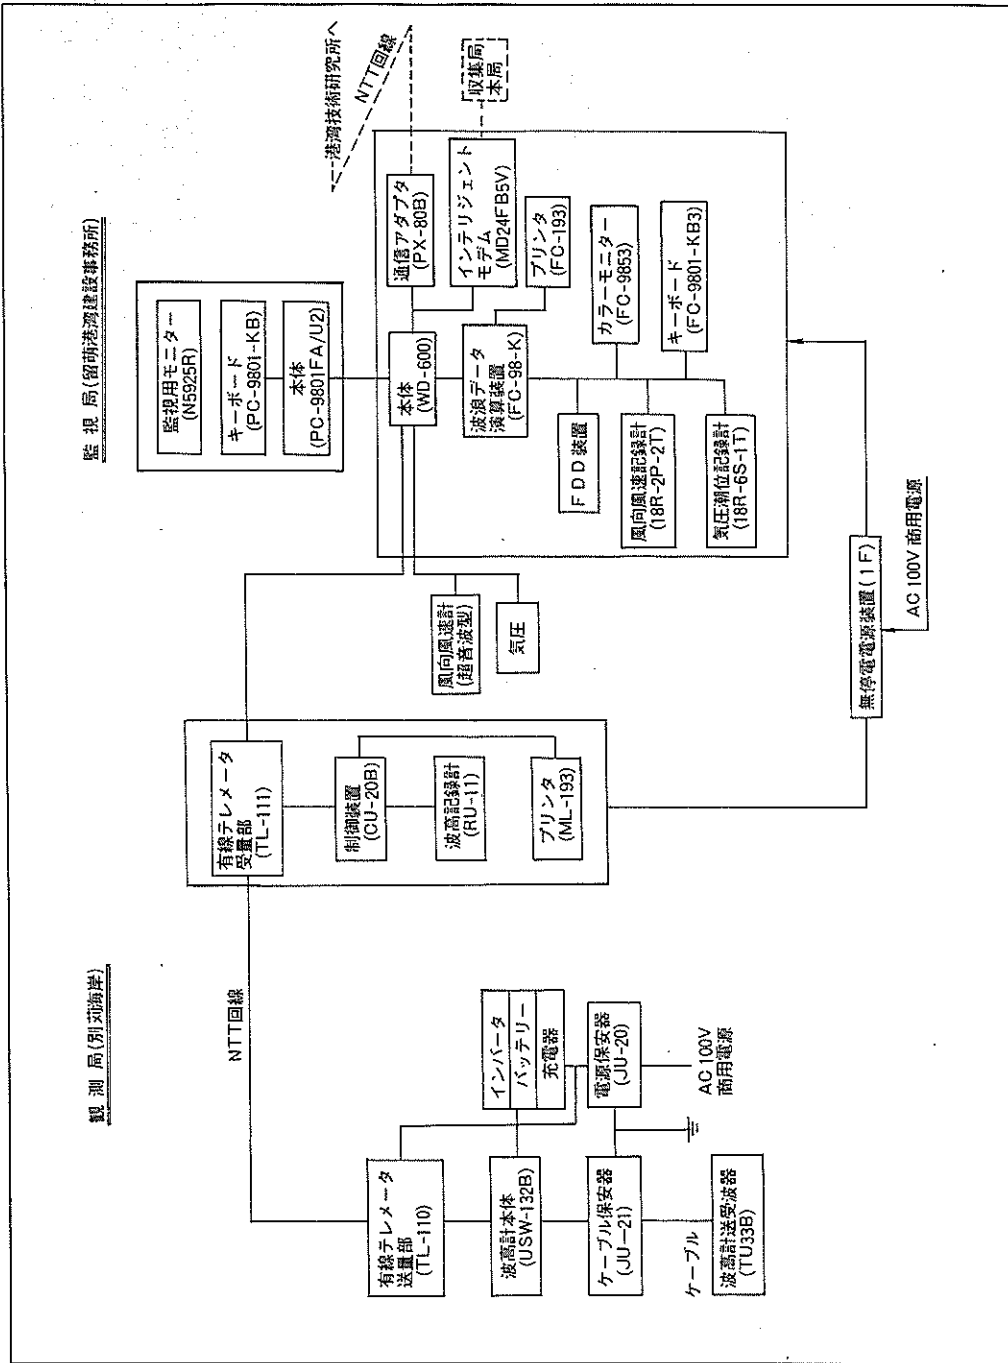 観 測 局(別苅海岸)
NTT回線
有線テレメータ
送量部
(TL-110)
波高計本体
(USW-132B)
ケーブル保安器
(JU-21)
ケーブル
波高計送受波器
(TU33B)
インバータ
バッテリー
充電器
電源保安器
(JU-20)
AC 100V
商用電源
監 視 局(留萌港湾建設事務所)
有線テレメータ
受量部
(TL-111)
制御装置
(CU-20B)
波高記録計
(RU-11)
プリンタ
(ML-193)
風向風速計
(超音波型)
気圧
監視用モニター
(N5925R)
キーボード
(PC-9801-KB)
本体
(PC-9801FA/U2)
本体
(WD-600)
波浪データ
演算装置
(FC-98-K)
FDD装置
風向風速記録計
(18R-2P-2T)
気圧潮位記録計
(18R-6S-1T)
港湾技術研究所へ
NTT回線
収集局
本局
通信アダプタ
(PX-80B)
インテリジェント
モデム
(MD24FB5V)
プリンタ
(FC-193)
カラーモニター
(FC-9853)
キーボード
(FC-9801-KB3)
無停電電源装置(1F)
AC 100V 商用電源